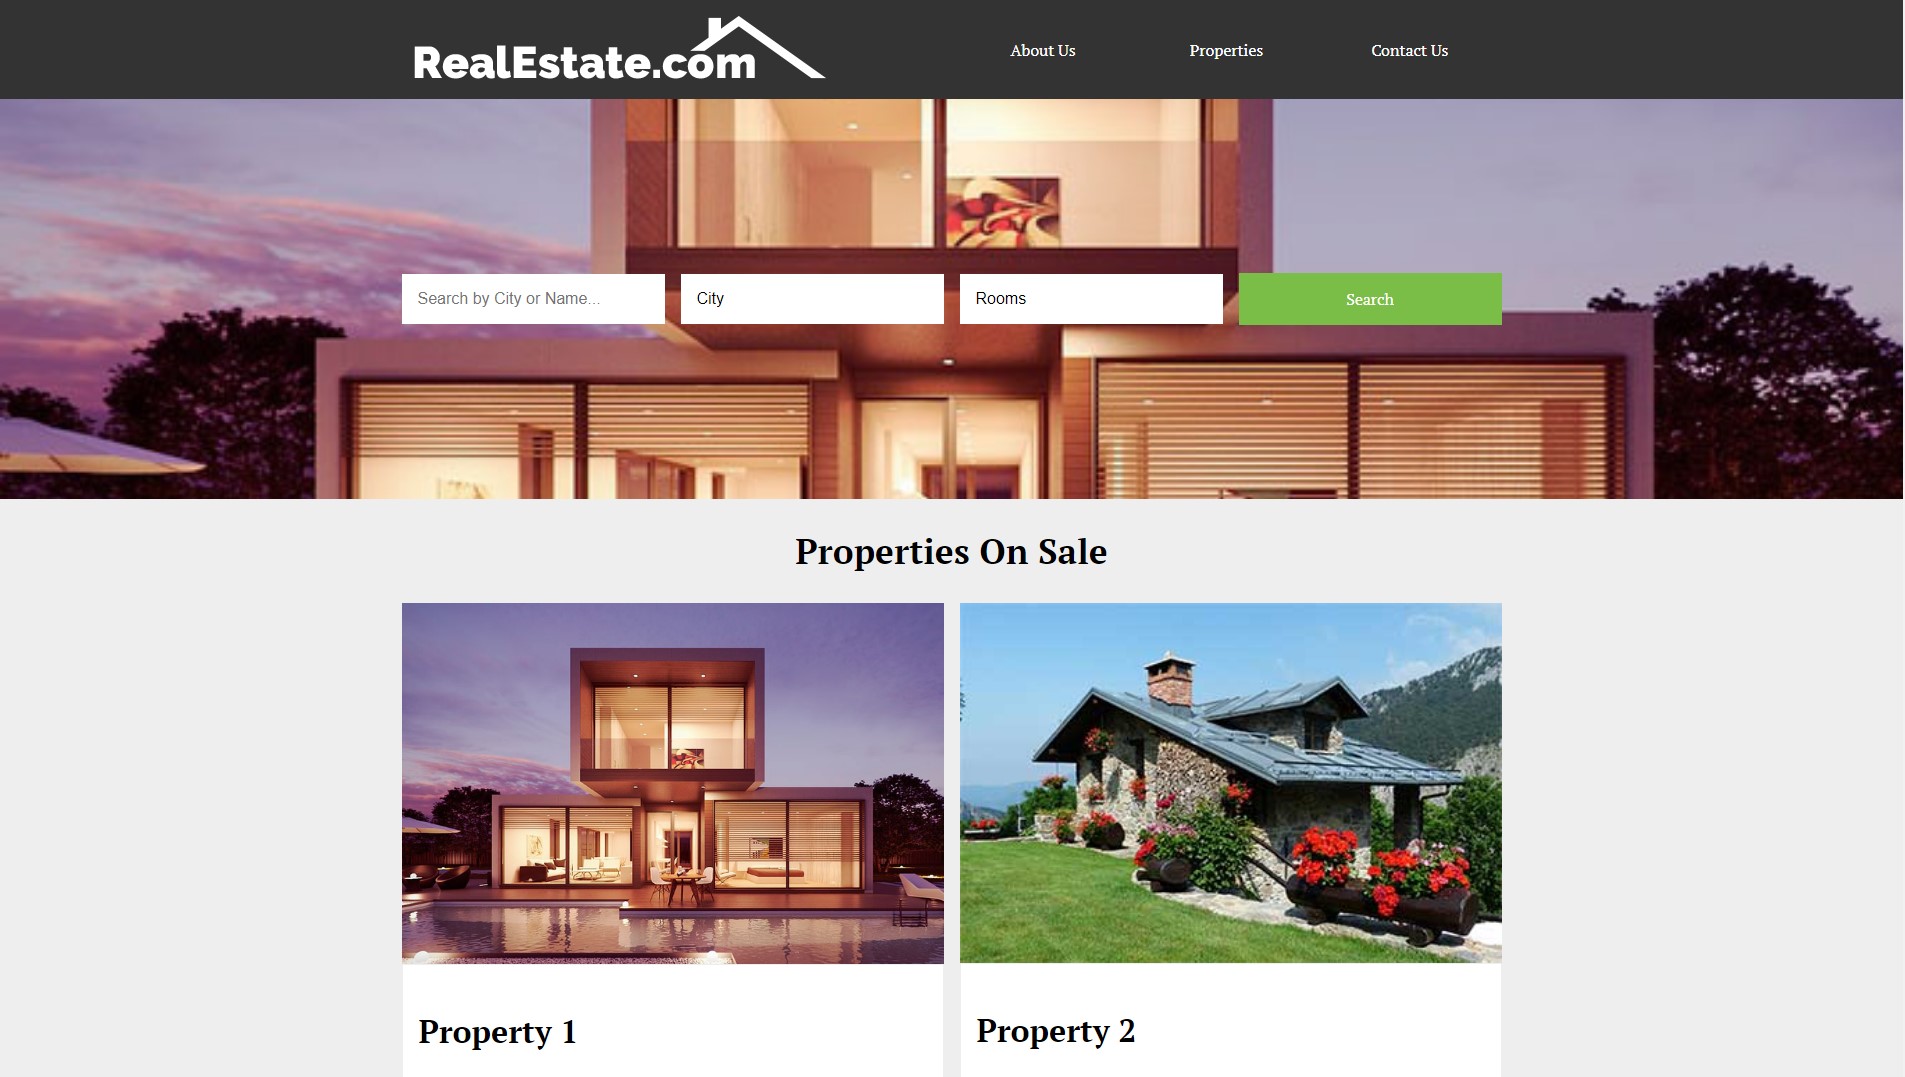 RealEstate.com
About Us
Properties
Contact Us
Search by City or Name...
City
Rooms
Search
Properties On Sale
Property 1
Property 2